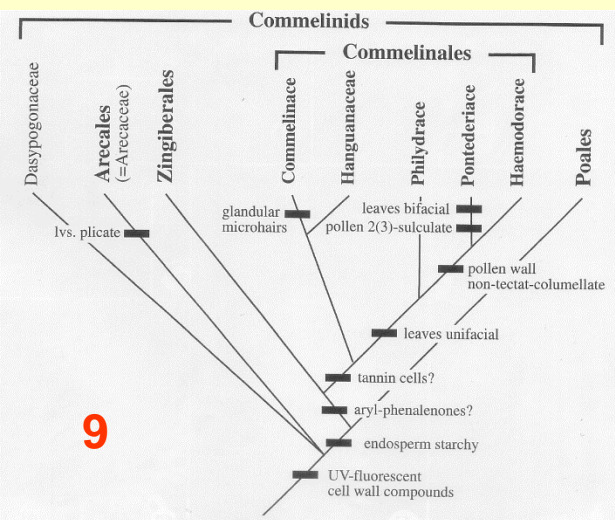 Commelinids
Commelinales
Dasypogonaceae
Arecales
(=Arecaceae)
Zingiberales
Commelinace
Hanguanaceae
Philydrace
Pontederiace
Haemodorace
Poales
glandular
microhairs
leaves bifacial
pollen 2(3)-sulculate
lvs. plicate
pollen wall
non-tectat-columellate
leaves unifacial
tannin cells?
aryl-phenalenones?
9
endosperm starchy
UV-fluorescent
cell wall compounds